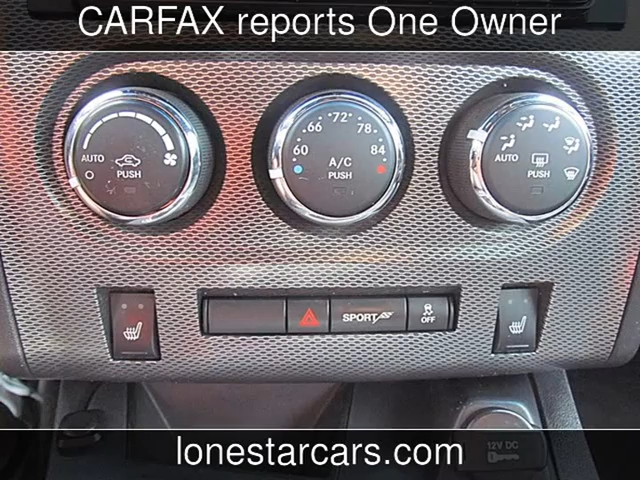 CARFAX reports One Owner
AUTO
PUSH
60 66 72° 78 84
A/C
PUSH
AUTO
PUSH
SPORT
OFF
12V DC
lonestarcars.com